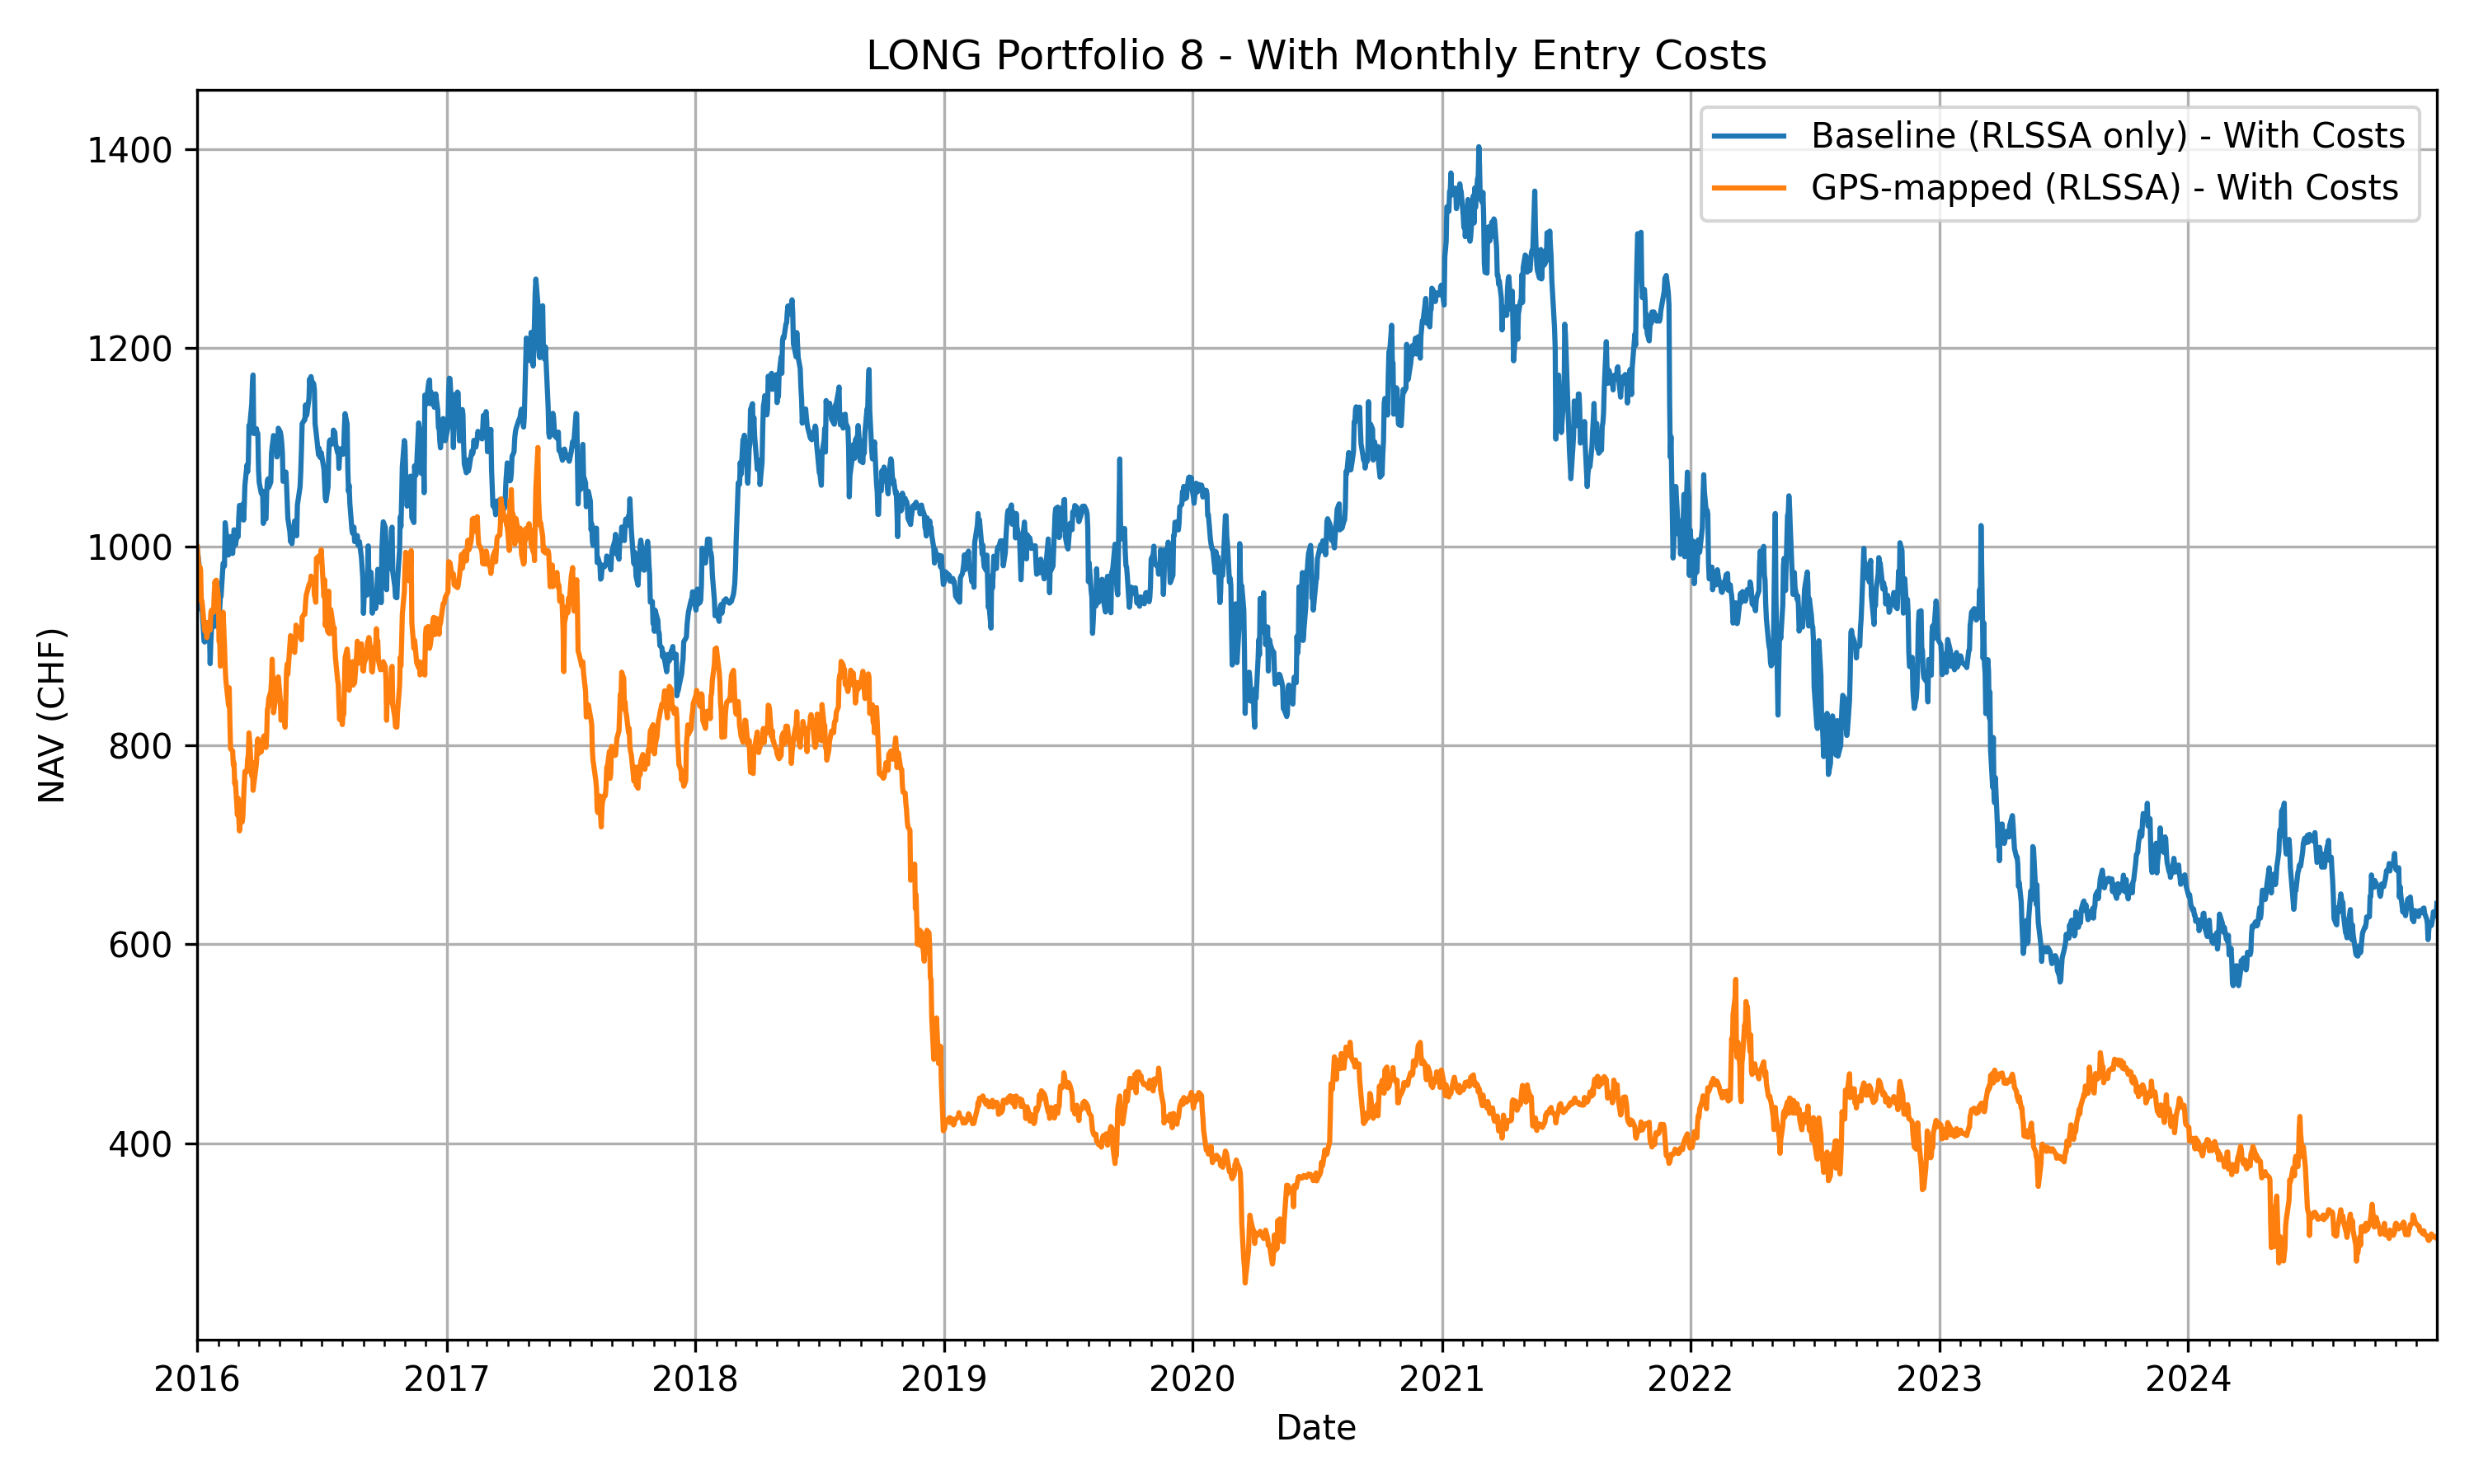 LONG Portfolio 8 - With Monthly Entry Costs
Baseline (RLSSA only) - With Costs
GPS-mapped (RLSSA) - With Costs
NAV (CHF)
1400
1200
1000
800
600
400
2016 2017 2018 2019 2020 2021 2022 2023 2024
Date